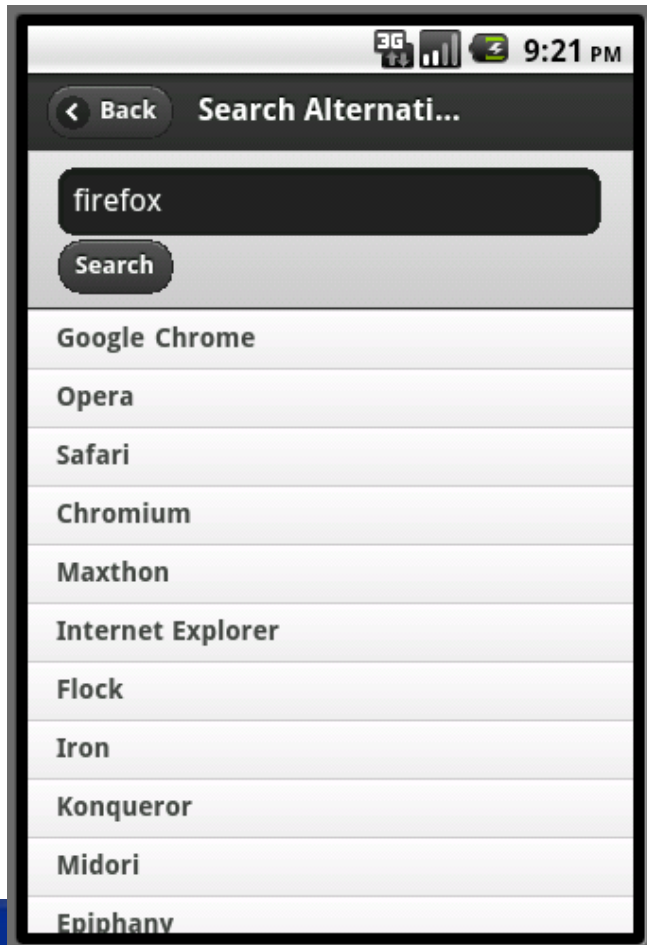 3G 9:21 PM
Back Search Alternati...
firefox
Search
Google Chrome
Opera
Safari
Chromium
Maxthon
Internet Explorer
Flock
Iron
Konqueror
Midori
Epiphany